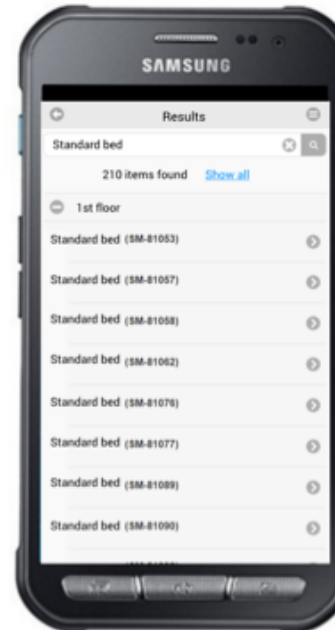 SAMSUNG
Results
Standard bed
210 items found Show all
1st floor
Standard bed (SM-81053)
Standard bed (SM-81057)
Standard bed (SM-81058)
Standard bed (SM-81062)
Standard bed (SM-81076)
Standard bed (SM-81077)
Standard bed (SM-81089)
Standard bed (SM-81090)